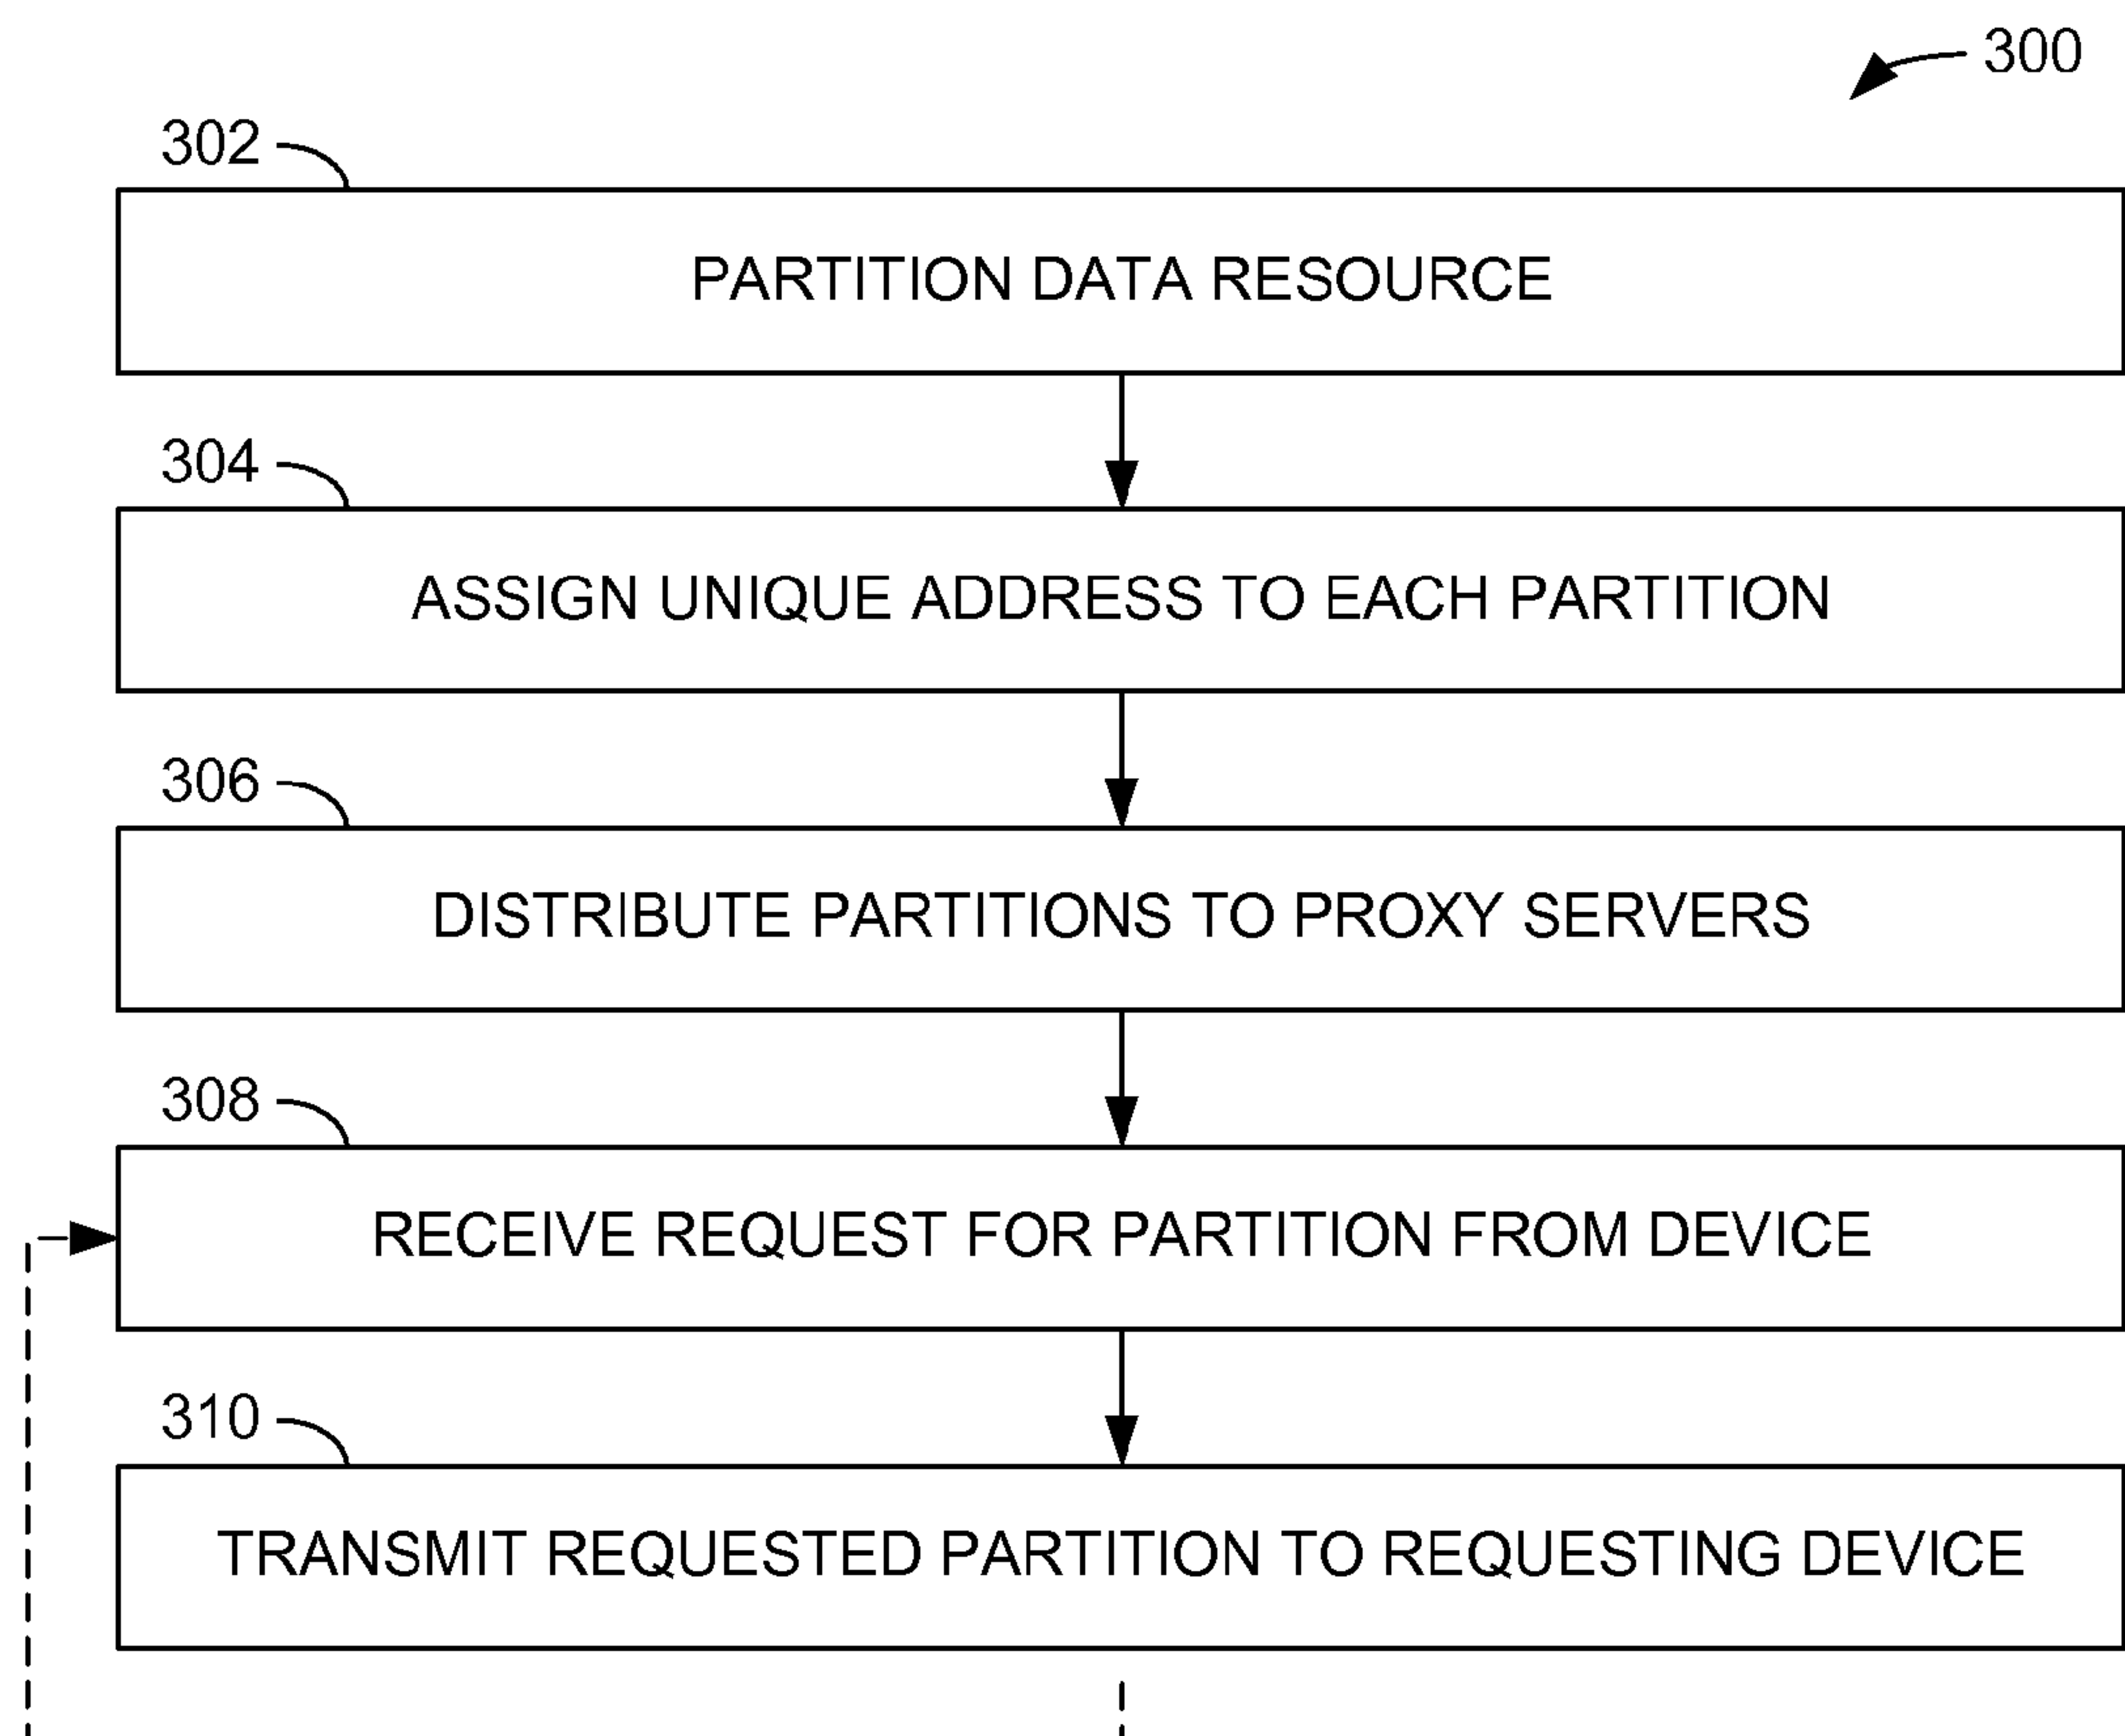 300
302
PARTITION DATA RESOURCE
304
ASSIGN UNIQUE ADDRESS TO EACH PARTITION
306
DISTRIBUTE PARTITIONS TO PROXY SERVERS
308
RECEIVE REQUEST FOR PARTITION FROM DEVICE
310
TRANSMIT REQUESTED PARTITION TO REQUESTING DEVICE